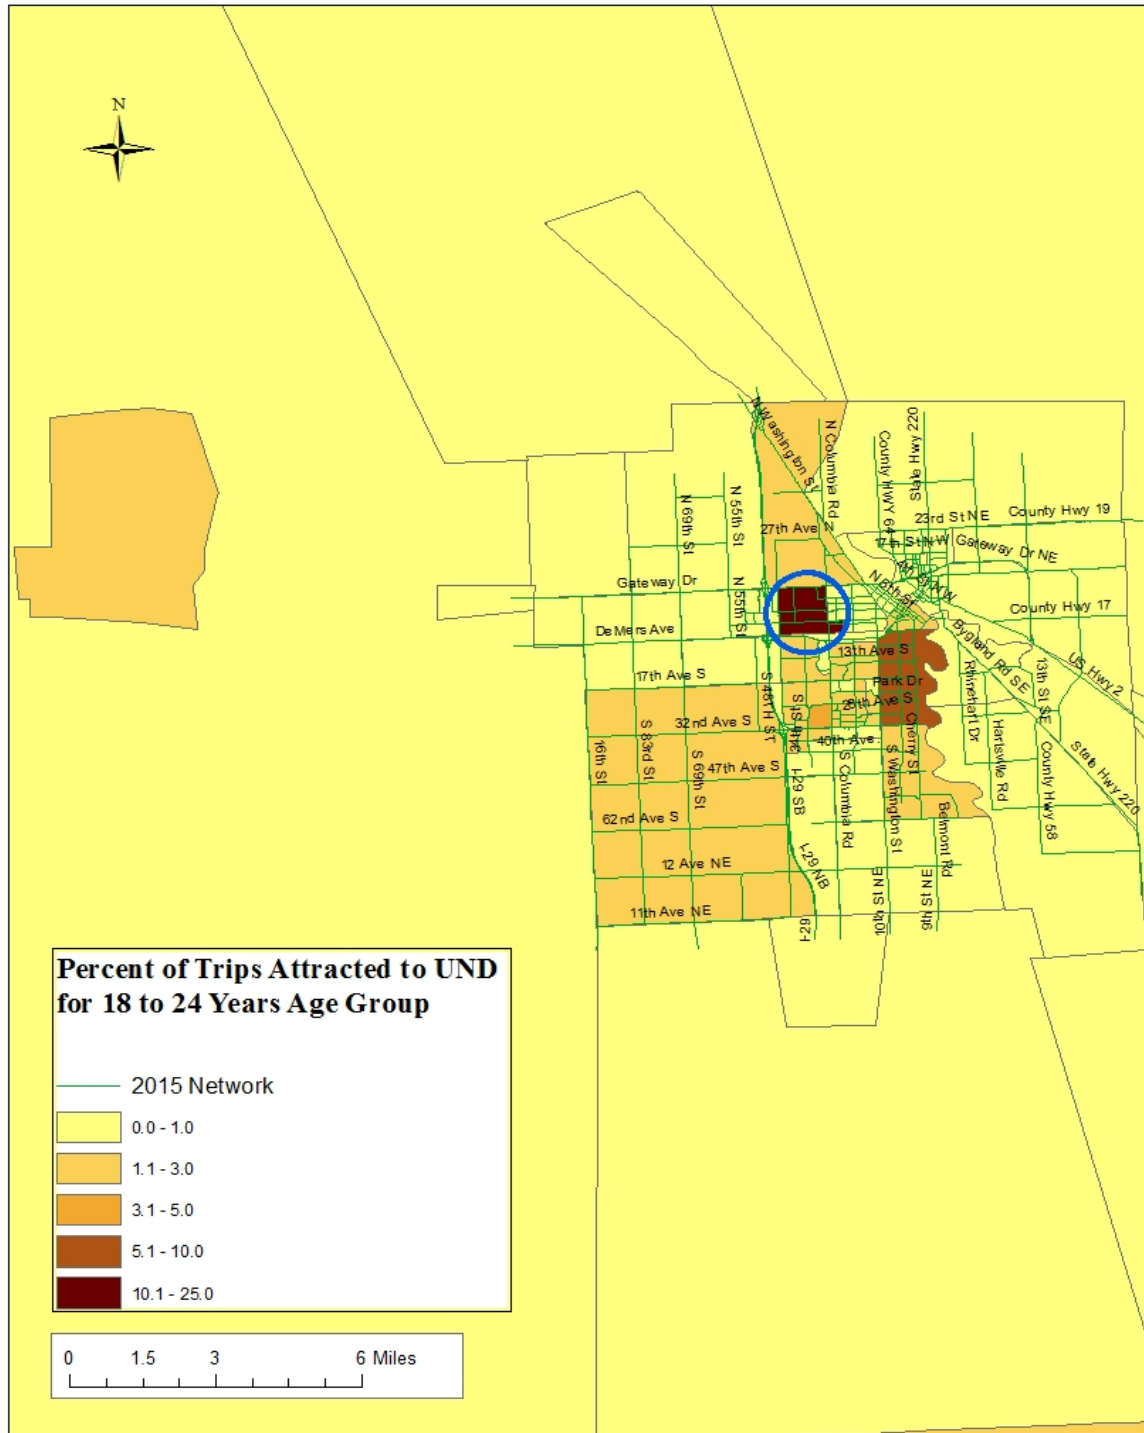 N
N Washington St
N Columbia Rd
County HWY 64
State Hwy 220
County Hwy 19
23rd St NE
N 69th St
N 55th St
27th Ave N
17th St NW
Gateway Dr NE
4th St NW
N 8th St
Gateway Dr
N 55th St
County Hwy 17
DeMers Ave
Bygland Rd SE
US Hwy 2
13th Ave S
17th Ave S
Park Dr
Rhinehart Dr
13th St SE
S 48TH ST
32nd Ave S
40th Ave
Cherry St
Hartsville Rd
16th St
S 83rd St
S 69th St
47th Ave S
I-29 SB
S Columbia Rd
S Washington St
County Hwy 58
State Hwy 220
62nd Ave S
Belmont Rd
12 Ave NE
I-29 NB
11th Ave NE
I-29
10th St NE
9th St NE
Percent of Trips Attracted to UND
for 18 to 24 Years Age Group
2015 Network
0.0 - 1.0
1.1 - 3.0
3.1 - 5.0
5.1 - 10.0
10.1 - 25.0
0 1.5 3 6 Miles